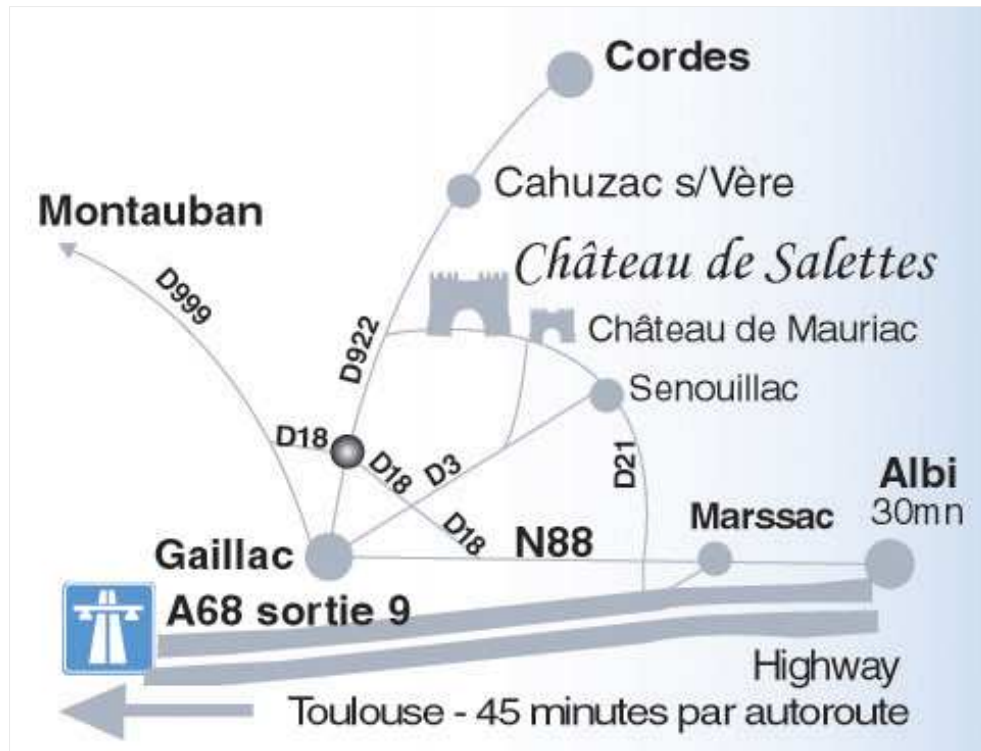 Cordes
Cahuzac s/Vère
Montauban
Château de Salettes
D999
D922
Château de Mauriac
Senouillac
D18
D18
D3
D21
D18
Albi
30mn
Marssac
N88
Gaillac
A68 sortie 9
Highway
Toulouse - 45 minutes par autoroute